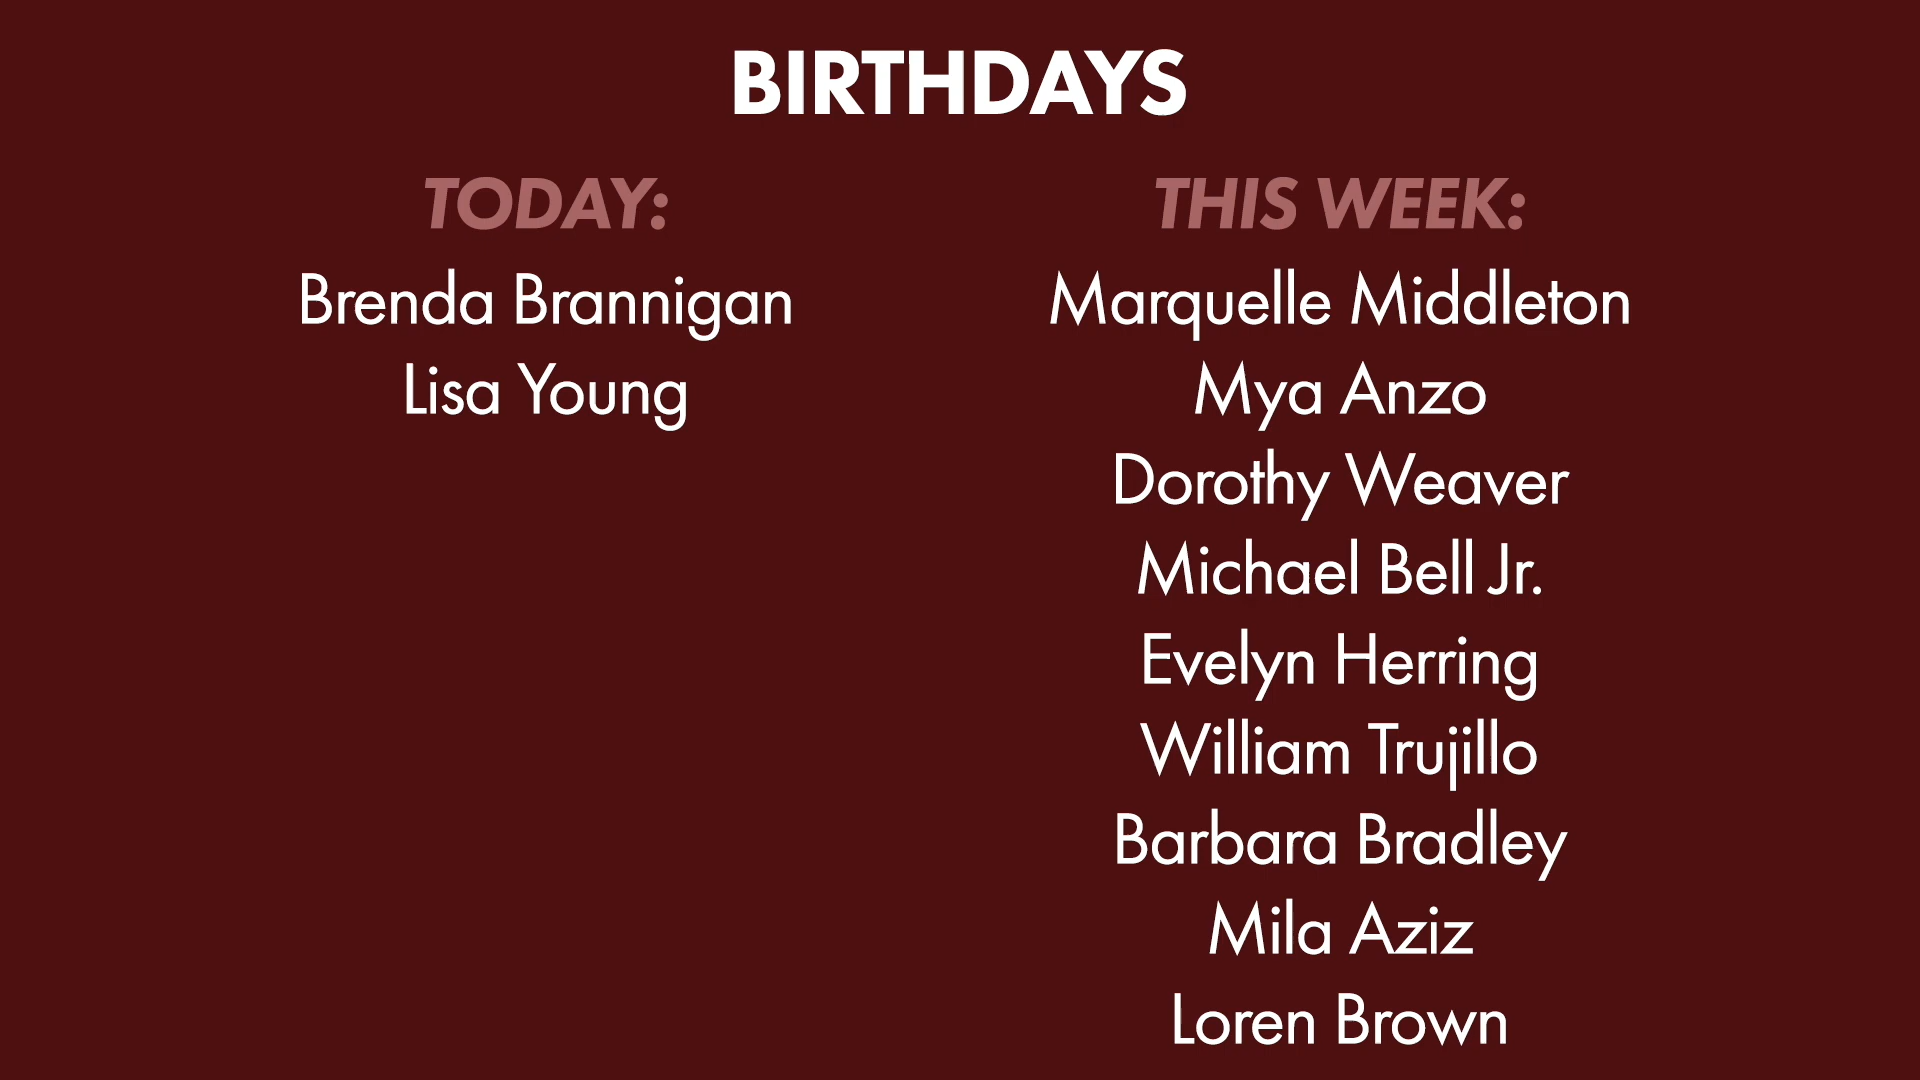 BIRTHDAYS
TODAY:
Brenda Brannigan
Lisa Young
THIS WEEK:
Marquelle Middleton
Mya Anzo
Dorothy Weaver
Michael Bell Jr.
Evelyn Herring
William Trujillo
Barbara Bradley
Mila Aziz
Loren Brown